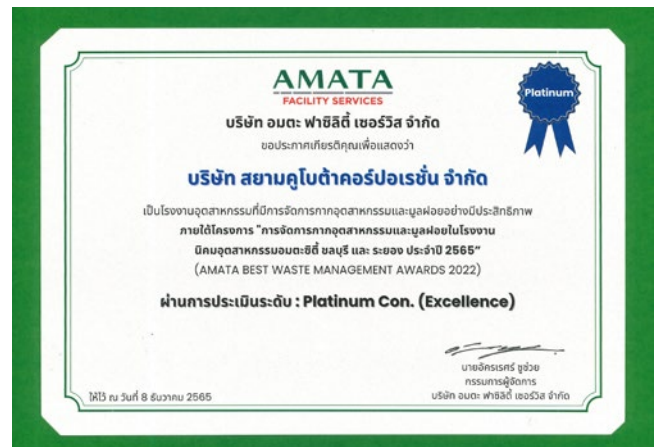 AMATA
FACILITY SERVICES
Platinum
บริษัท อมตะ ฟาซิลิตี้ เซอร์วิส จำกัด
ขอประกาศเกียรติคุณเพื่อแสดงว่า
บริษัท สยามคูโบต้าคอร์ปอเรชั่น จำกัด
เป็นโรงงานอุตสาหกรรมที่มีการจัดการกากอุตสาหกรรมและมูลฝอยอย่างมีประสิทธิภาพ
ภายใต้โครงการ "การจัดการกากอุตสาหกรรมและมูลฝอยในโรงงาน
นิคมอุตสาหกรรมอมตะซิตี้ ชลบุรี และ ระยอง ประจำปี 2565"
(AMATA BEST WASTE MANAGEMENT AWARDS 2022)
ผ่านการประเมินระดับ : Platinum Con. (Excellence)
นายอัครเรศร์ ชูช่วย
กรรมการผู้จัดการ
บริษัท อมตะ ฟาซิลิตี้ เซอร์วิส จำกัด
ให้ไว้ ณ วันที่ 8 ธันวาคม 2565